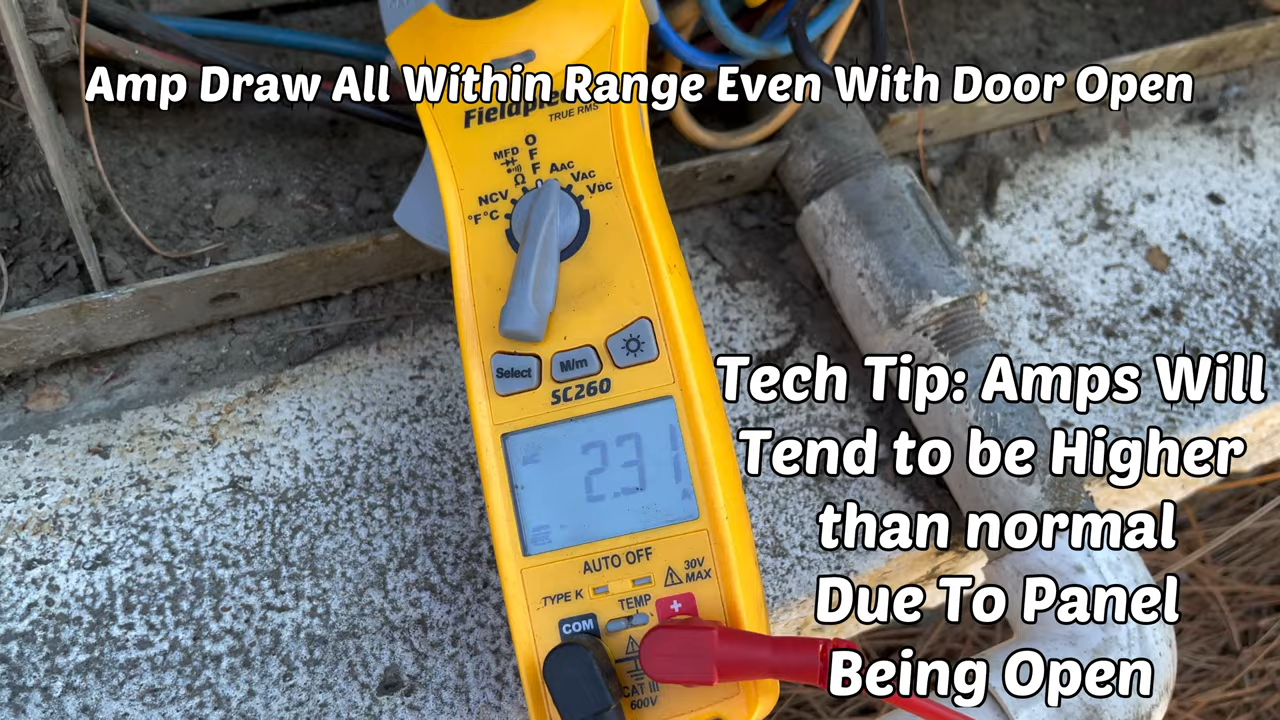 Amp Draw All Within Range Even With Door Open
TRUE RMS
O
F
F
MFD
Ω
AAC
VAC
VDC
NCV
°F°C
Select
M/m
SC260
Tech Tip: Amps Will
Tend to be Higher
than normal
Due To Panel
Being Open
2.31
AUTO OFF
30V
MAX
TYPE K
TEMP
COM
+
CAT III
600V